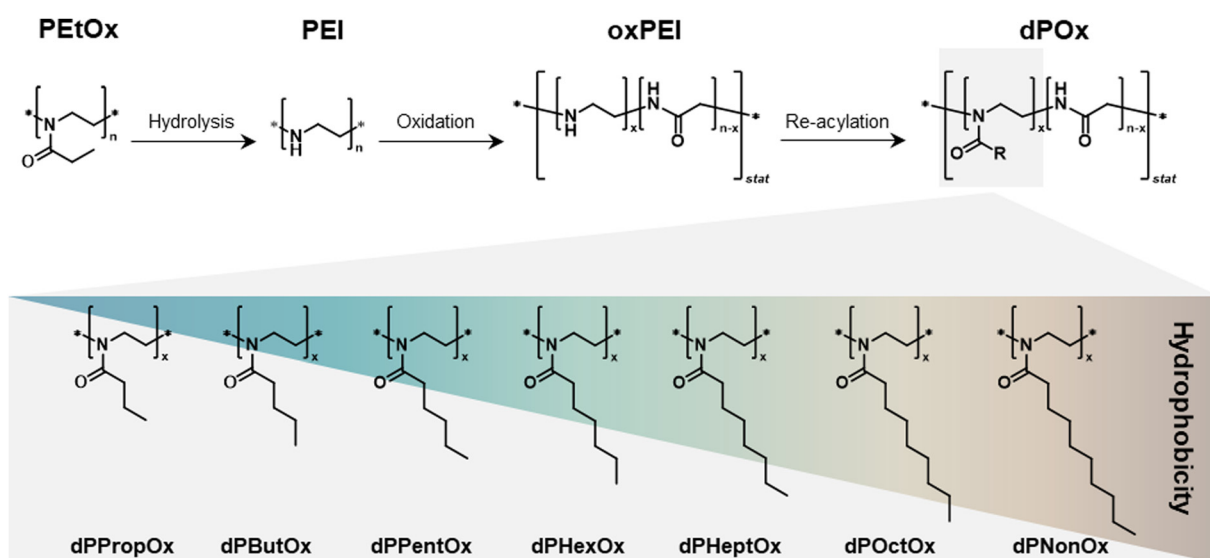 PEtOx PEI oxPEI dPOx
Hydrolysis Oxidation Re-acylation
* N n * O
* N H n * 
* N H x H N O n-x * stat
* N x O R H N O n-x * stat
Hydrophobicity
* N x * O
* N x * O
* N x * O
* N x * O
* N x * O
* N x * O
* N x * O
dPPropOx dPButOx dPPentOx dPHexOx dPHeptOx dPOctOx dPNonOx